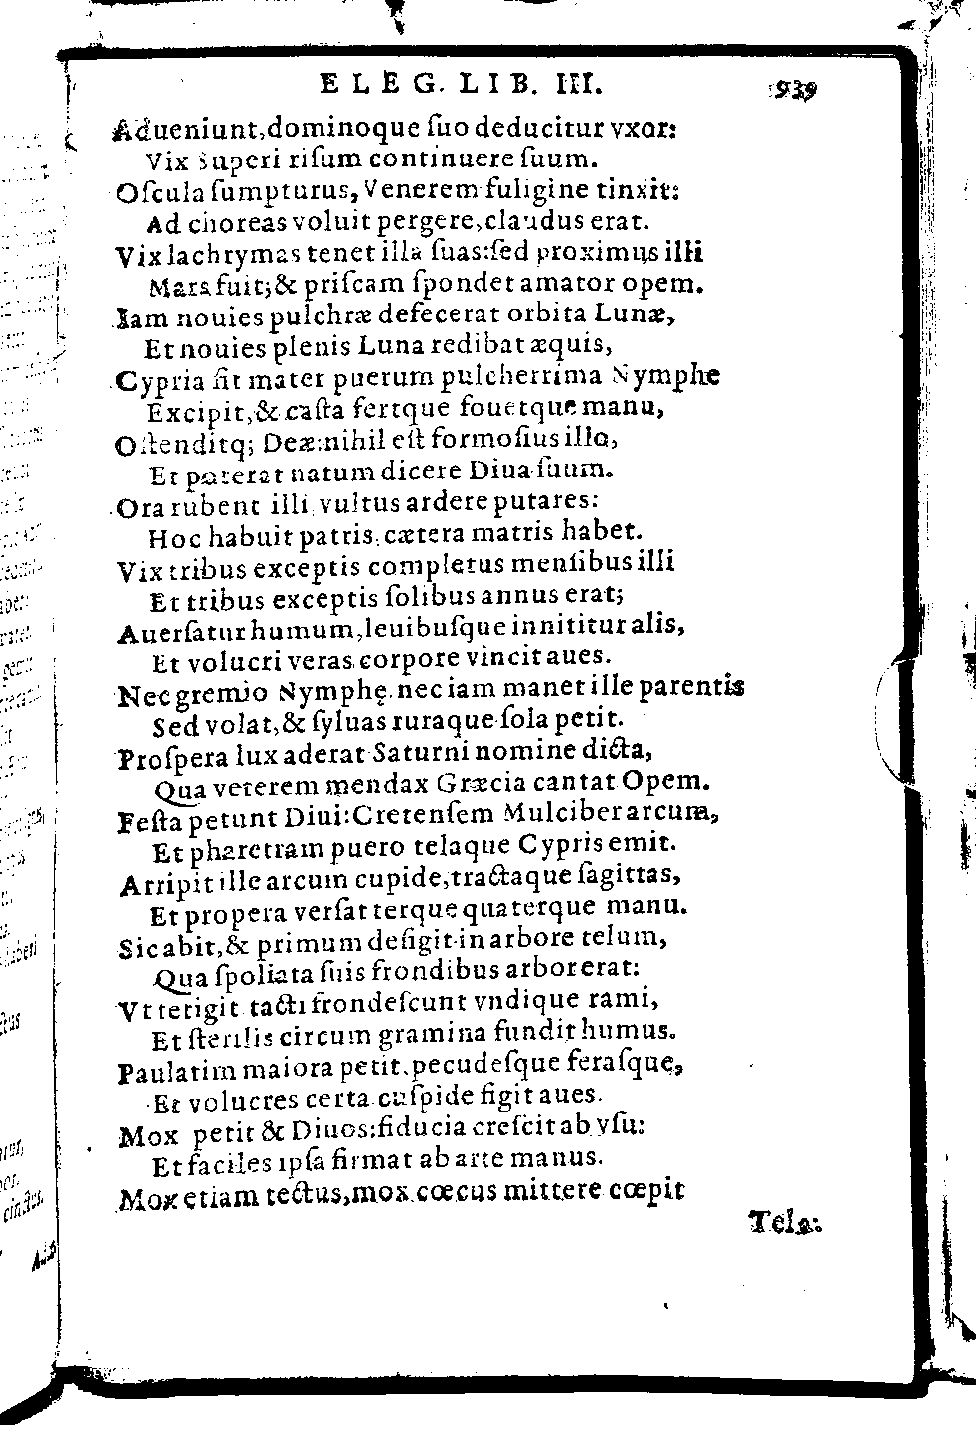 ELEG. LIB. III. 939
Adueniunt,dominoque ſuo deducitur vxor:
Vix Superi riſum continuere ſuum.
Oſcula ſumpturus, Venerem fuligine tinxit:
Ad choreas voluit pergere,claudus erat.
Vix lachrymas tenet illa ſuas:ſed proximus illi
Mars fuit;& priſcam ſpondet amator opem.
Iam nouies pulchræ defecerat orbita Lunæ,
Et nouies plenis Luna redibat æquis,
Cypria fit mater puerum pulcherrima Nymphe
Excipit,& caſta fertque fouetque manu,
Oſtenditq; Deæ:nihil eſt formoſius illo,
Et poterat natum dicere Diua ſuum.
Ora rubent illi vultus ardere putares:
Hoc habuit patris, cætera matris habet.
Vix tribus exceptis completus menſibus illi
Et tribus exceptis ſolibus annus erat;
Auerſatur humum,leuibuſque innititur alis,
Et volucri veras corpore vincit aues.
Nec gremio Nymphę nec iam manet ille parentis
Sed volat,& ſyluas ruraque ſola petit.
Proſpera lux aderat Saturni nomine dicta,
Qua veterem mendax Græcia cantat Opem.
Feſta petunt Diui:Cretenſem Mulciber arcum,
Et pharetram puero telaque Cypris emit.
Arripit ille arcum cupide,tractaque ſagittas,
Et propera verſat terque quaterque manu.
Sic abit,& primum defigit in arbore telum,
Qua ſpoliata ſuis frondibus arbor erat:
Vt tetigit tacti frondeſcunt vndique rami,
Et ſterilis circum gramina fundit humus.
Paulatim maiora petit, pecudeſque feraſque,
Et volucres certa cuſpide figit aues.
Mox petit & Diuos:fiducia creſcit ab vſu:
Et faciles ipſa firmat ab arte manus.
Mox etiam tectus,mox cœcus mittere cœpit
Tela: